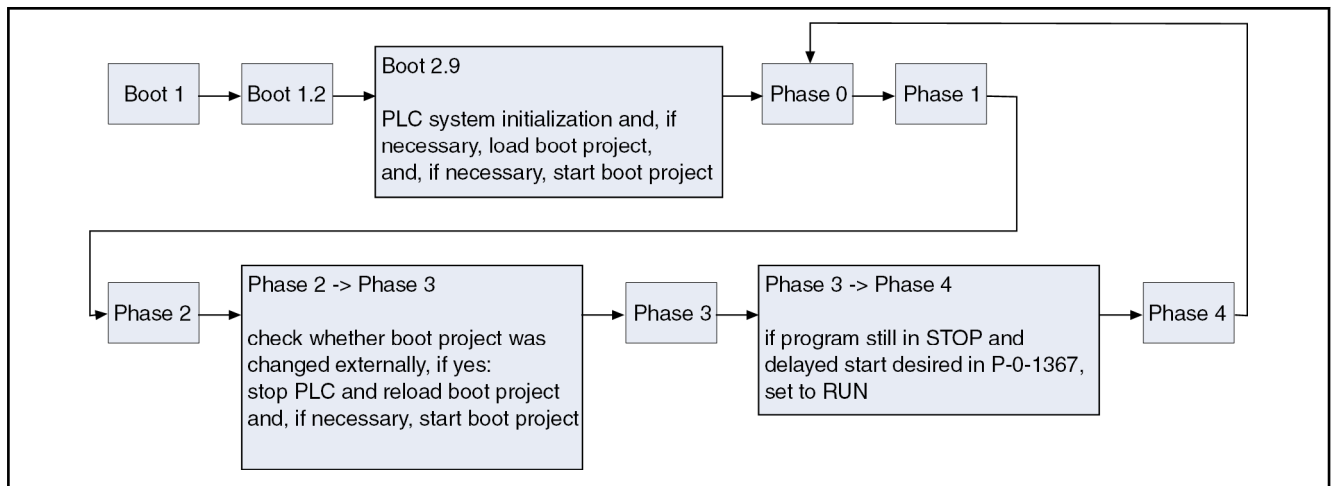 Boot 1
Boot 1.2
Boot 2.9
PLC system initialization and, if
necessary, load boot project,
and, if necessary, start boot project
Phase 0
Phase 1
Phase 2
Phase 2 -> Phase 3
check whether boot project was
changed externally, if yes:
stop PLC and reload boot project
and, if necessary, start boot project
Phase 3
Phase 3 -> Phase 4
if program still in STOP and
delayed start desired in P-0-1367,
set to RUN
Phase 4